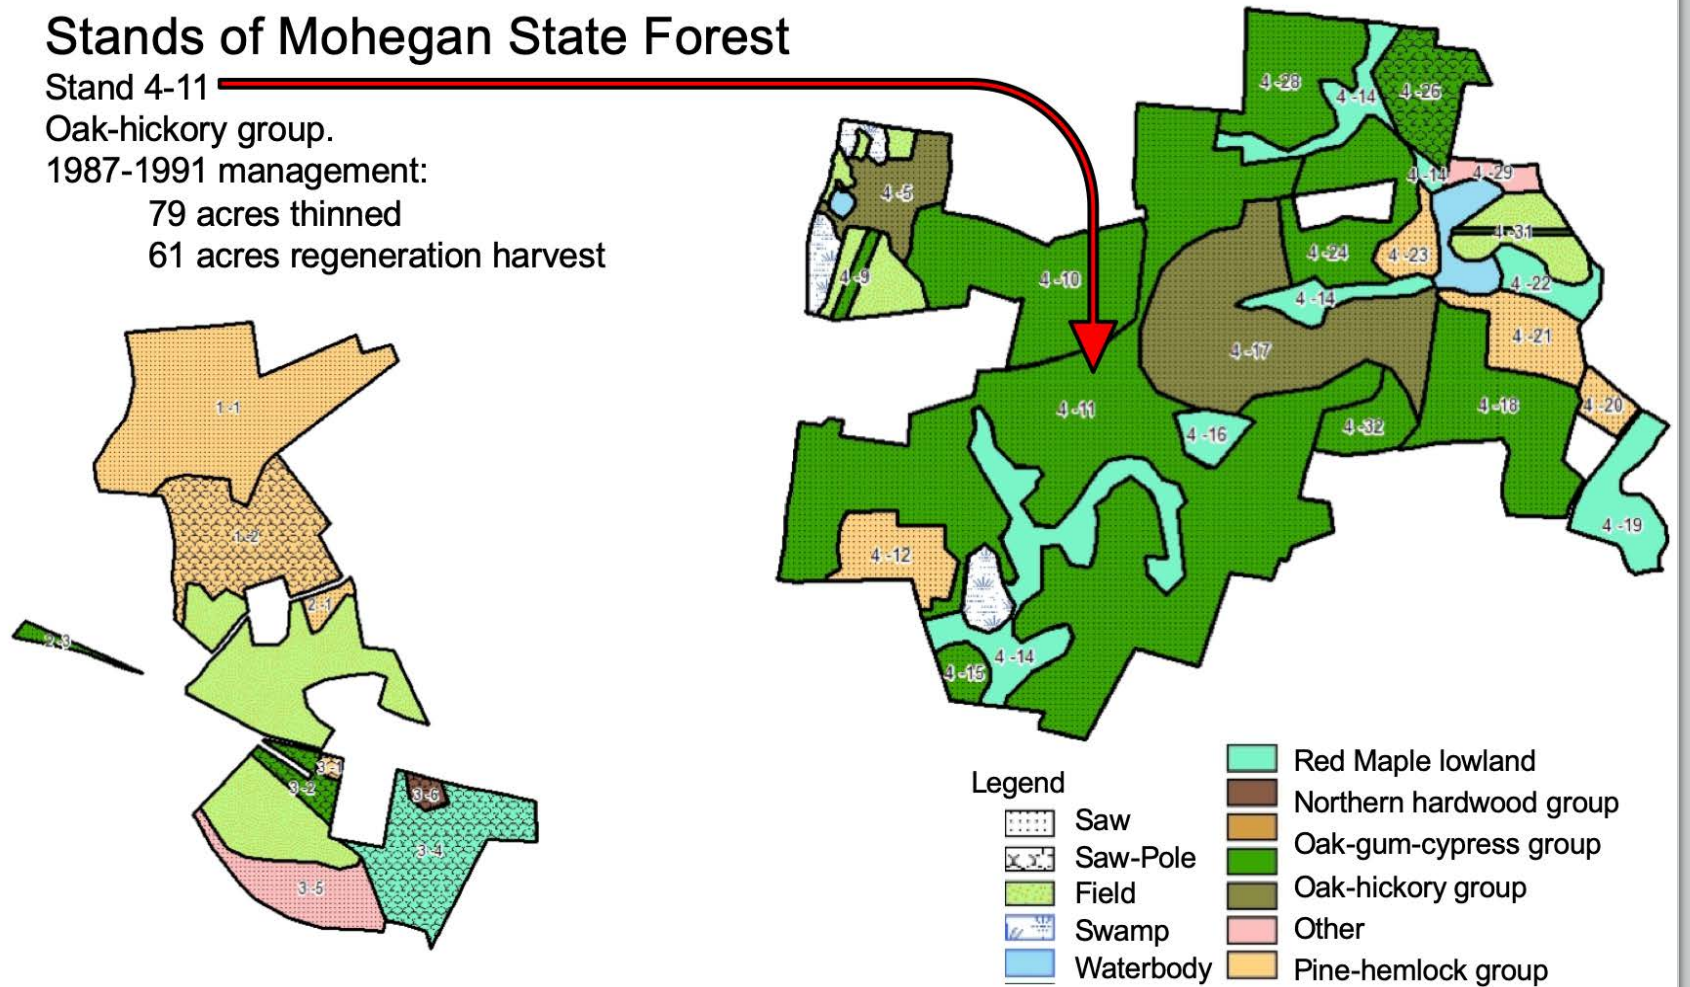 Stands of Mohegan State Forest
Stand 4-11
Oak-hickory group.
1987-1991 management:
79 acres thinned
61 acres regeneration harvest
4-28
4-14
4-26
4-14
4-29
4-5
4-31
4-24
4-23
4-9
4-10
4-22
4-14
4-21
4-17
4-11
4-18
4-20
4-16
4-32
4-19
4-12
4-14
4-15
1-1
1-2
2-1
2-3
3-1
3-2
3-6
3-4
3-5
Legend
Saw
Saw-Pole
Field
Swamp
Waterbody
Red Maple lowland
Northern hardwood group
Oak-gum-cypress group
Oak-hickory group
Other
Pine-hemlock group